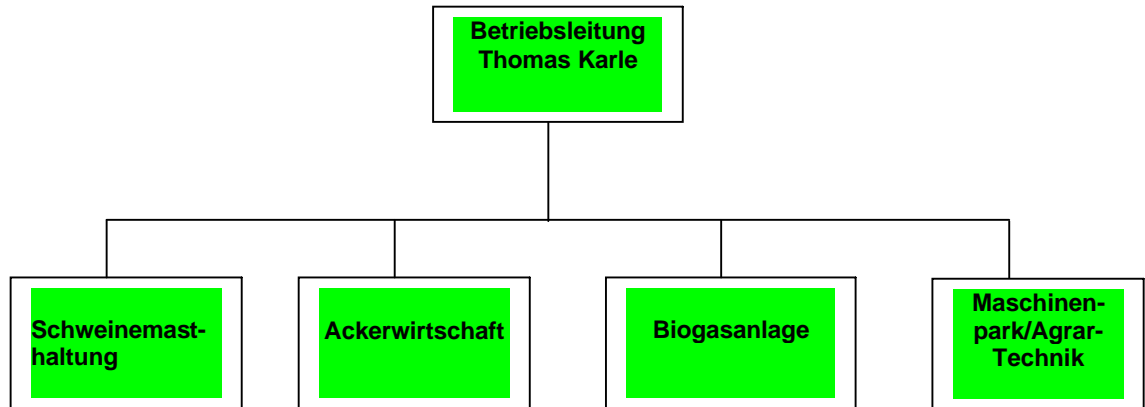 Betriebsleitung
Thomas Karle
Schweinemast-
haltung
Ackerwirtschaft
Biogasanlage
Maschinen-
park/Agrar-
Technik